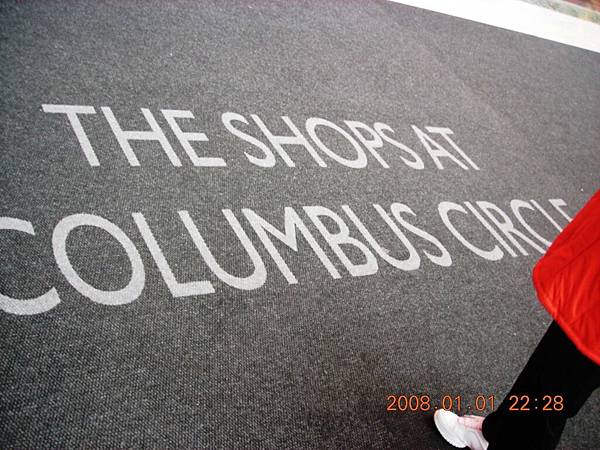 THE SHOPS AT
COLUMBUS CIRCLE
2008.01.01 22:28